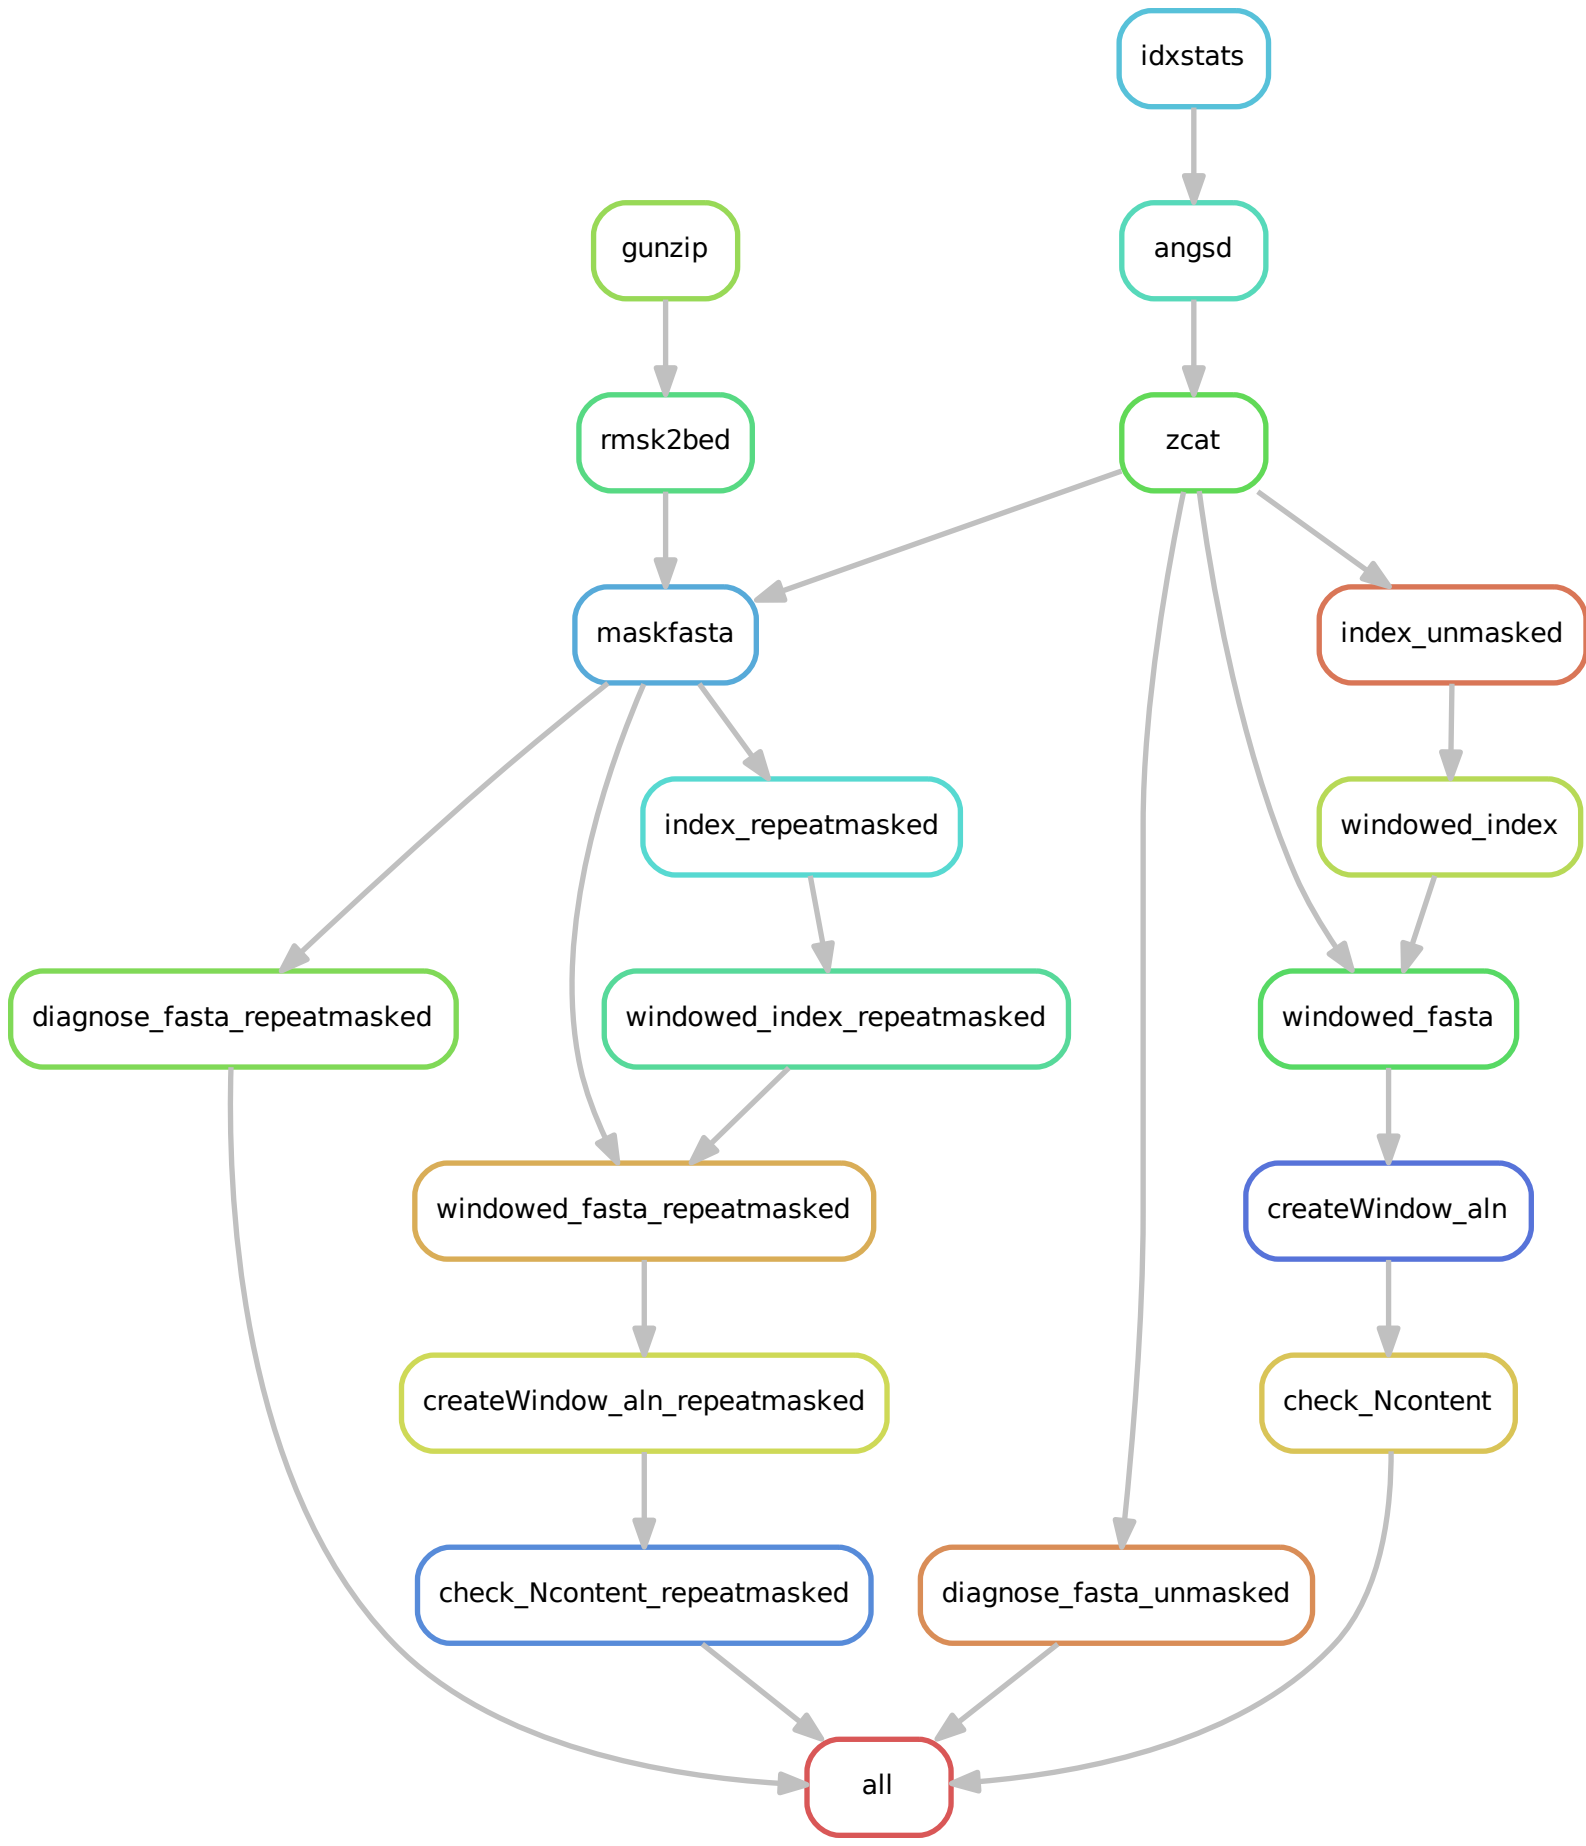 idxstats
gunzip
angsd
rmsk2bed
zcat
maskfasta
index_unmasked
index_repeatmasked
windowed_index
diagnose_fasta_repeatmasked
windowed_index_repeatmasked
windowed_fasta
windowed_fasta_repeatmasked
createWindow_aln
createWindow_aln_repeatmasked
check_Ncontent
check_Ncontent_repeatmasked
diagnose_fasta_unmasked
all